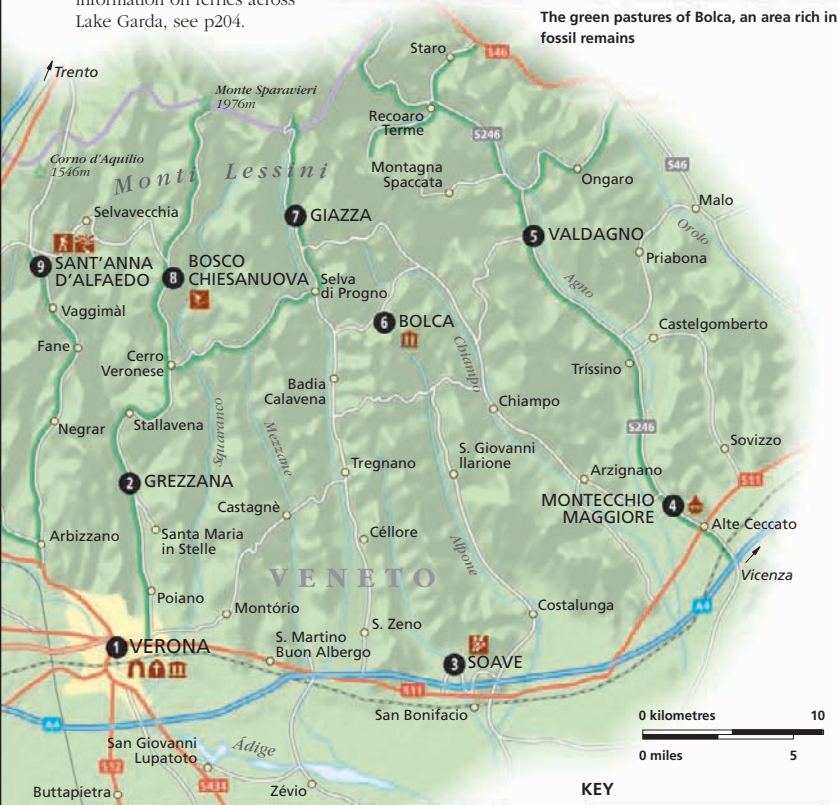 information on ferries across
Lake Garda, see p204.
The green pastures of Bolca, an area rich in
fossil remains
Trento
Monte Sparavieri
1976m
Corno d'Aquilio
1546m
Monti Lessini
Staro
S46
Recoaro
Terme
S246
Montagna
Spaccata
Ongaro
S46
Malo
Orolo
Selvavecchia
7 GIAZZA
5 VALDAGNO
Priabona
9 SANT'ANNA
D'ALFAEDO
8 BOSCO
CHIESANUOVA
Selva
di Progno
Agno
Vaggimàl
6 BOLCA
Castelgomberto
Fane
Cerro
Veronese
Chiampo
Tríssino
Badia
Calavena
Chiampo
Negrar
Stallavena
Squaranto
Mezzane
S246
Sovizzo
S. Giovanni
Ilarione
Tregnano
Arzignano
S11
2 GREZZANA
Castagnè
MONTECCHIO
MAGGIORE 4
Alte Ceccato
Arbizzano
Santa Maria
in Stelle
Céllore
Alpone
Vicenza
VENETO
Poiano
Montório
Costalunga
A4
S. Zeno
1 VERONA
S. Martino
Buon Albergo
3 SOAVE
S11
San Bonifacio
0 kilometres 10
0 miles 5
A4
San Giovanni
Lupatoto
Ádige
S12
S434
Buttapietra
Zévio
KEY